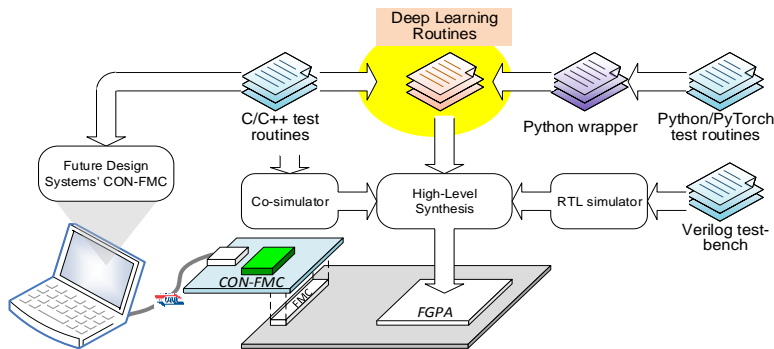 Deep Learning
Routines
C/C++ test
routines
Python wrapper
Python/PyTorch
test routines
Future Design
Systems' CON-FMC
Co-simulator
High-Level
Synthesis
RTL simulator
Verilog test-
bench
CON-FMC
FMC
FGPA